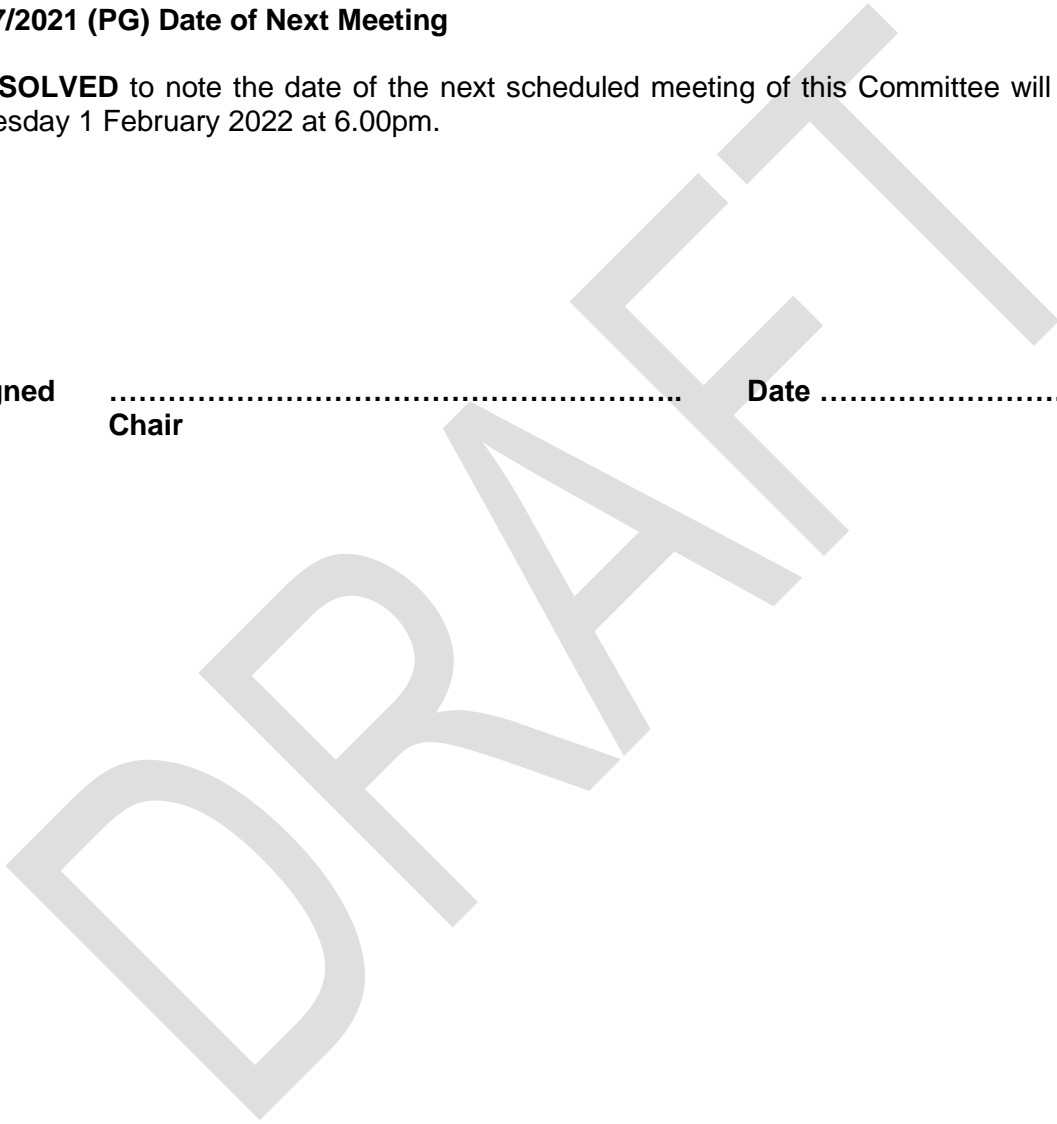 7/2021 (PG) Date of Next Meeting
SOLVED to note the date of the next scheduled meeting of this Committee will
esday 1 February 2022 at 6.00pm.
gned ………………………………………………….. Date ……………………
Chair
DRAFT